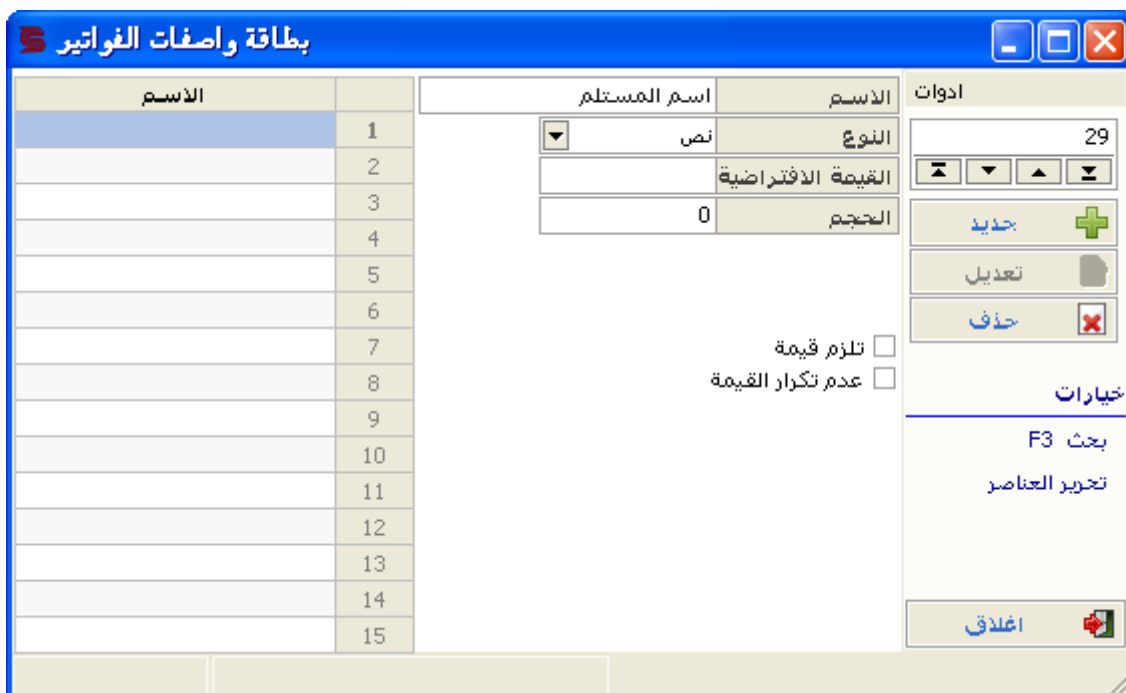 بطاقة واصفات الفواتير
ادوات
29
جديد
تعديل
حذف
خيارات
بحث F3
تحرير العناصر
اغلاق
الاسم اسم المستلم
النوع نص
القيمة الافتراضية
الحجم 0
تلزم قيمة
عدم تكرار القيمة
الاسم
1
2
3
4
5
6
7
8
9
10
11
12
13
14
15